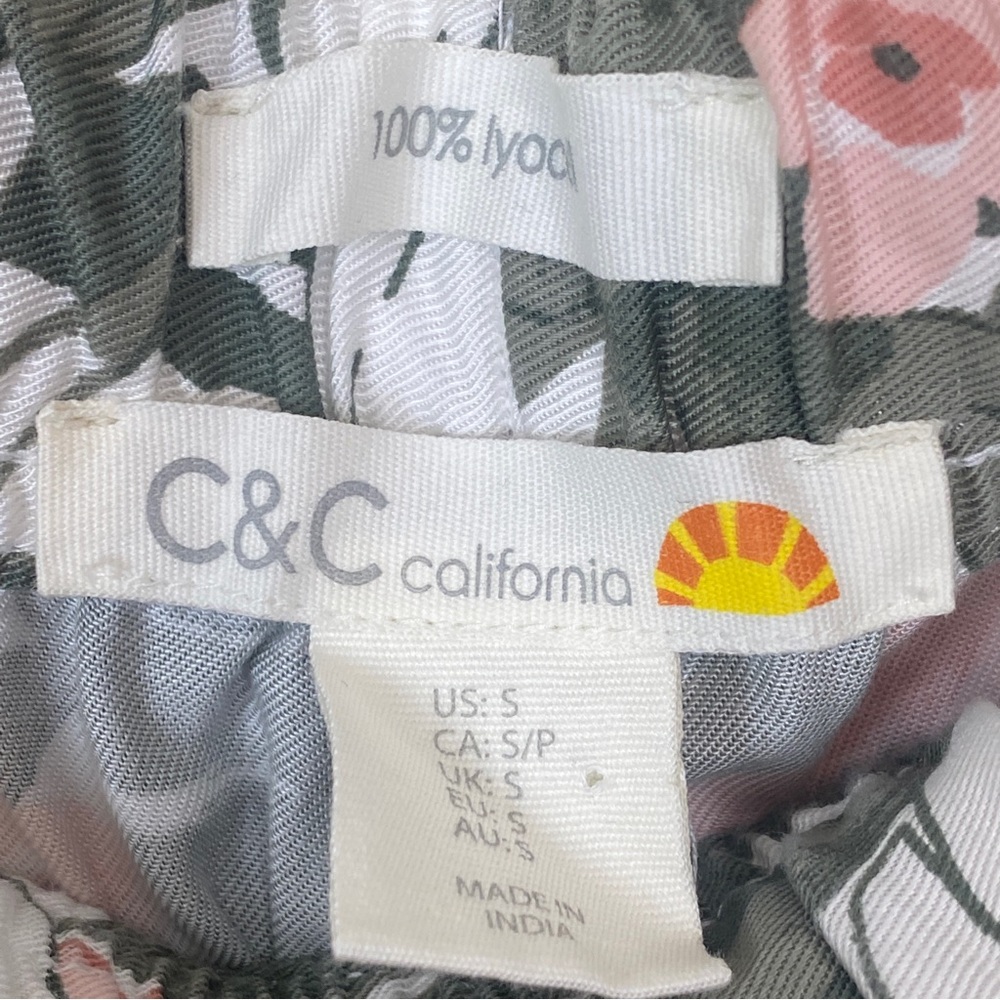 100% lyoc
C&C california
US: S
CA: S/P
UK: S
EU: S
AU: S
MADE IN
INDIA